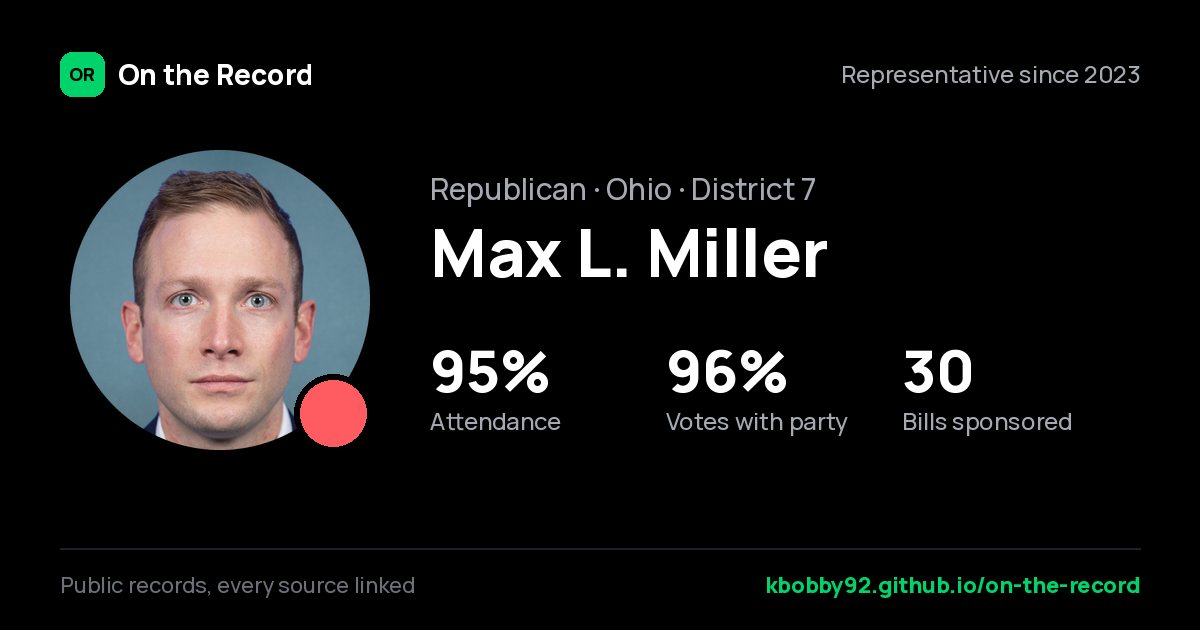 OR On the Record
Representative since 2023
Republican · Ohio · District 7
Max L. Miller
95% 96% 30
Attendance Votes with party Bills sponsored
Public records, every source linked
kbobby92.github.io/on-the-record